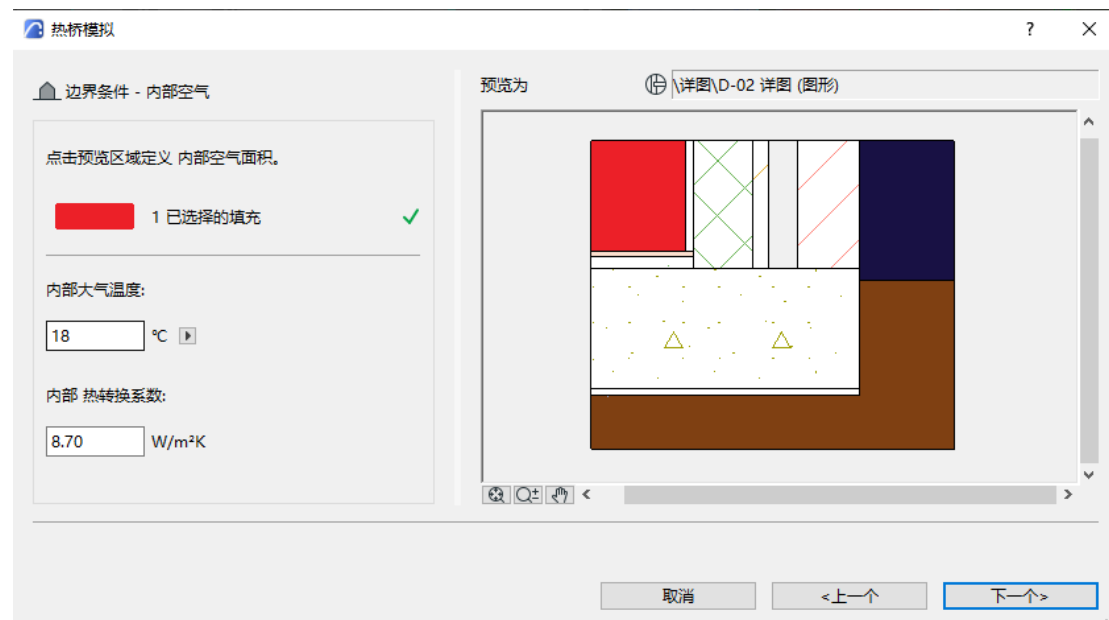 热桥模拟
?
边界条件 - 内部空气
点击预览区域定义 内部空气面积。
1 已选择的填充
内部大气温度:
18 ℃
内部 热转换系数:
8.70 W/m²K
预览为 \详图\D-02 详图 (图形)
取消
<上一个
下一个>